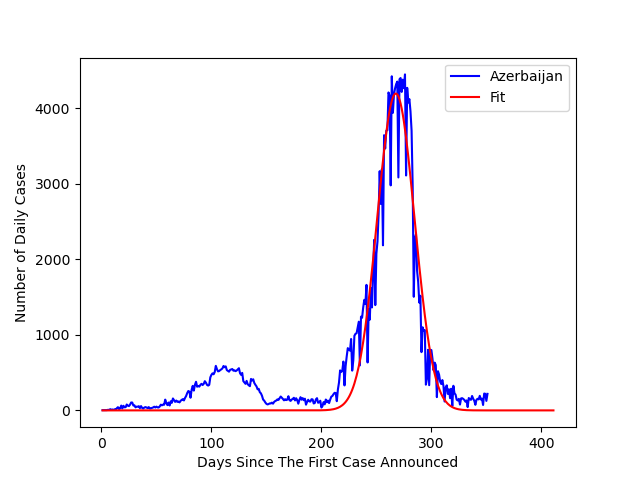 Azerbaijan
Fit
Number of Daily Cases
4000
3000
2000
1000
0
0 100 200 300 400
Days Since The First Case Announced